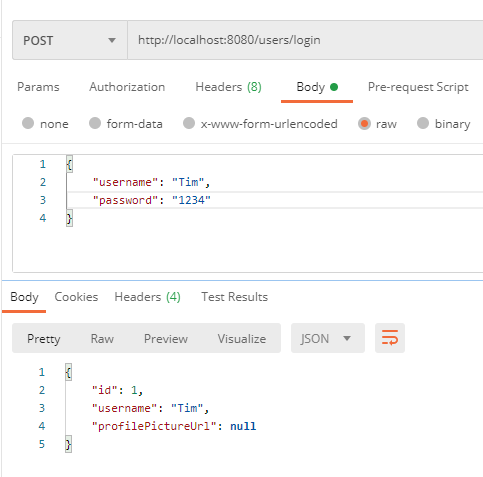 POST http://localhost:8080/users/login
Params Authorization Headers (8) Body Pre-request Script
none form-data x-www-form-urlencoded raw binary
1 {
2 "username": "Tim",
3 "password": "1234"
4 }
Body Cookies Headers (4) Test Results
Pretty Raw Preview Visualize JSON
1 {
2 "id": 1,
3 "username": "Tim",
4 "profilePictureUrl": null
5 }